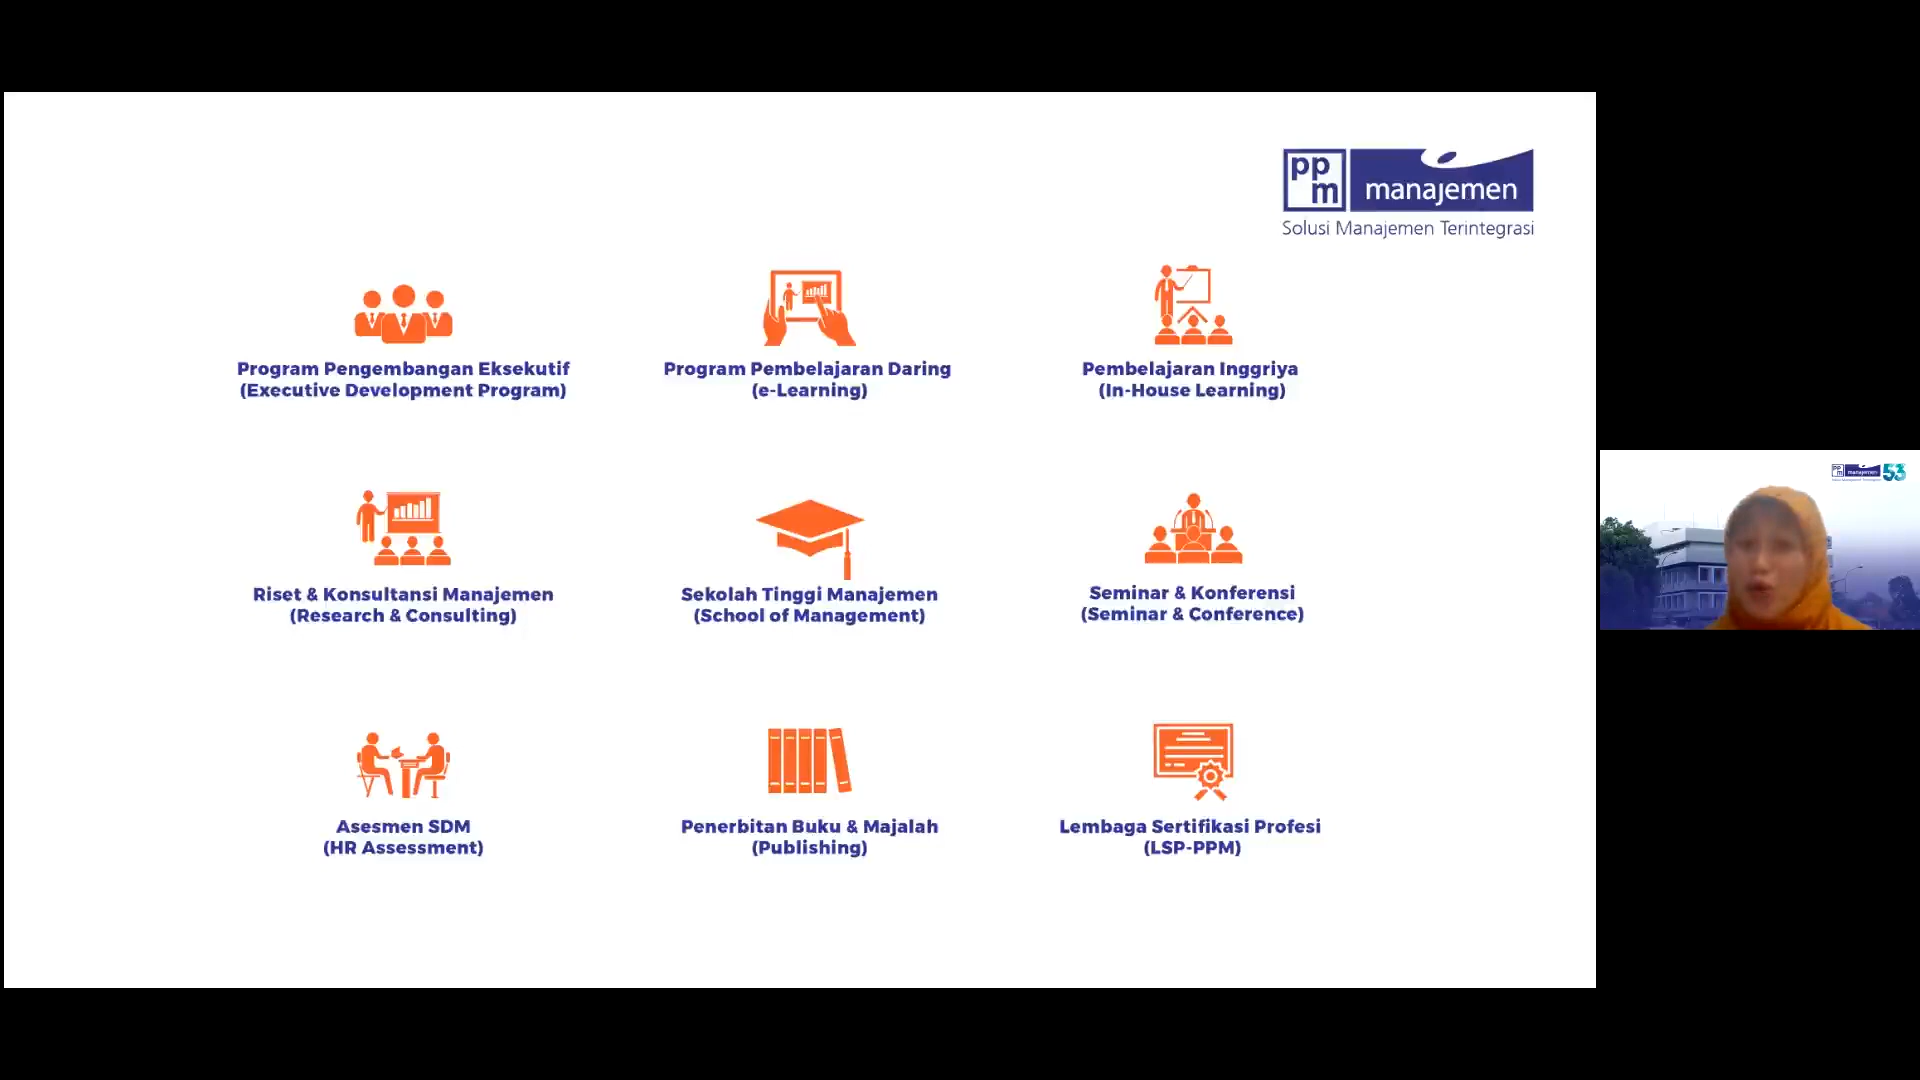 pp
m
manajemen
Solusi Manajemen Terintegrasi
Program Pengembangan Eksekutif
(Executive Development Program)
Program Pembelajaran Daring
(e-Learning)
Pembelajaran Inggriya
(In-House Learning)
Riset & Konsultansi Manajemen
(Research & Consulting)
Sekolah Tinggi Manajemen
(School of Management)
Seminar & Konferensi
(Seminar & Conference)
Asesmen SDM
(HR Assessment)
Penerbitan Buku & Majalah
(Publishing)
Lembaga Sertifikasi Profesi
(LSP-PPM)
pp
m
manajemen
53